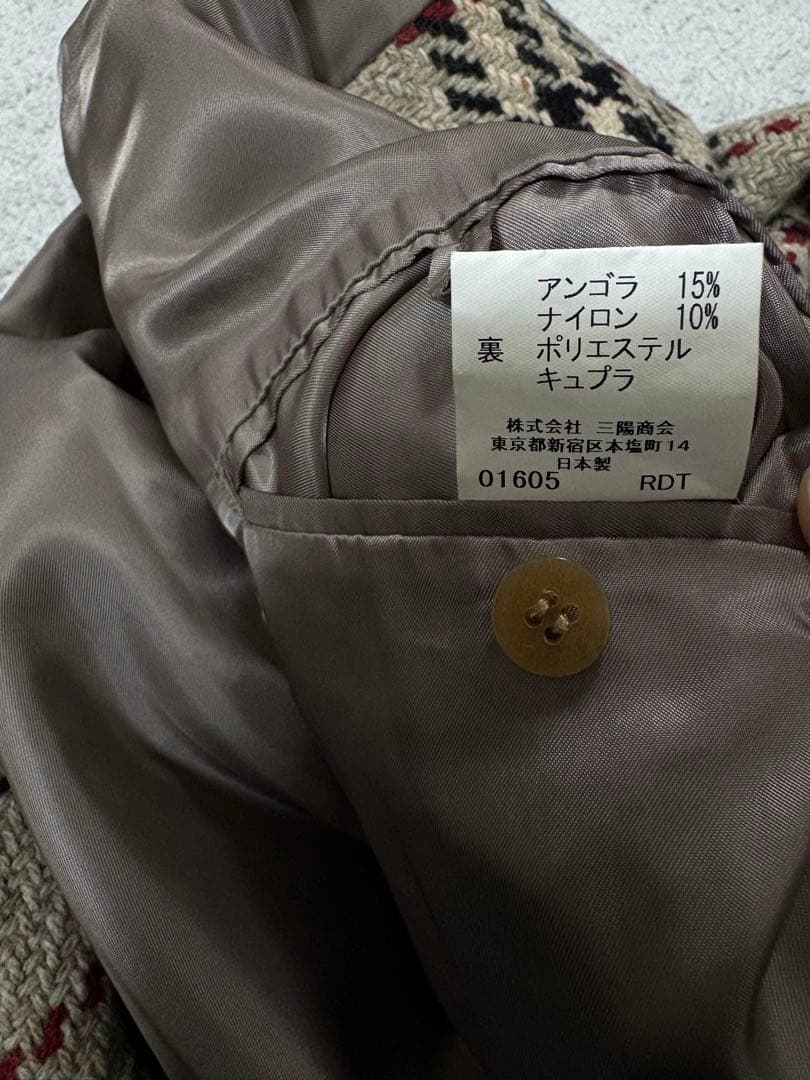 アンゴラ 15%
ナイロン 10%
裏 ポリエステル
キュプラ
株式会社 三陽商会
東京都新宿区本塩町14
日本製
01605 RDT